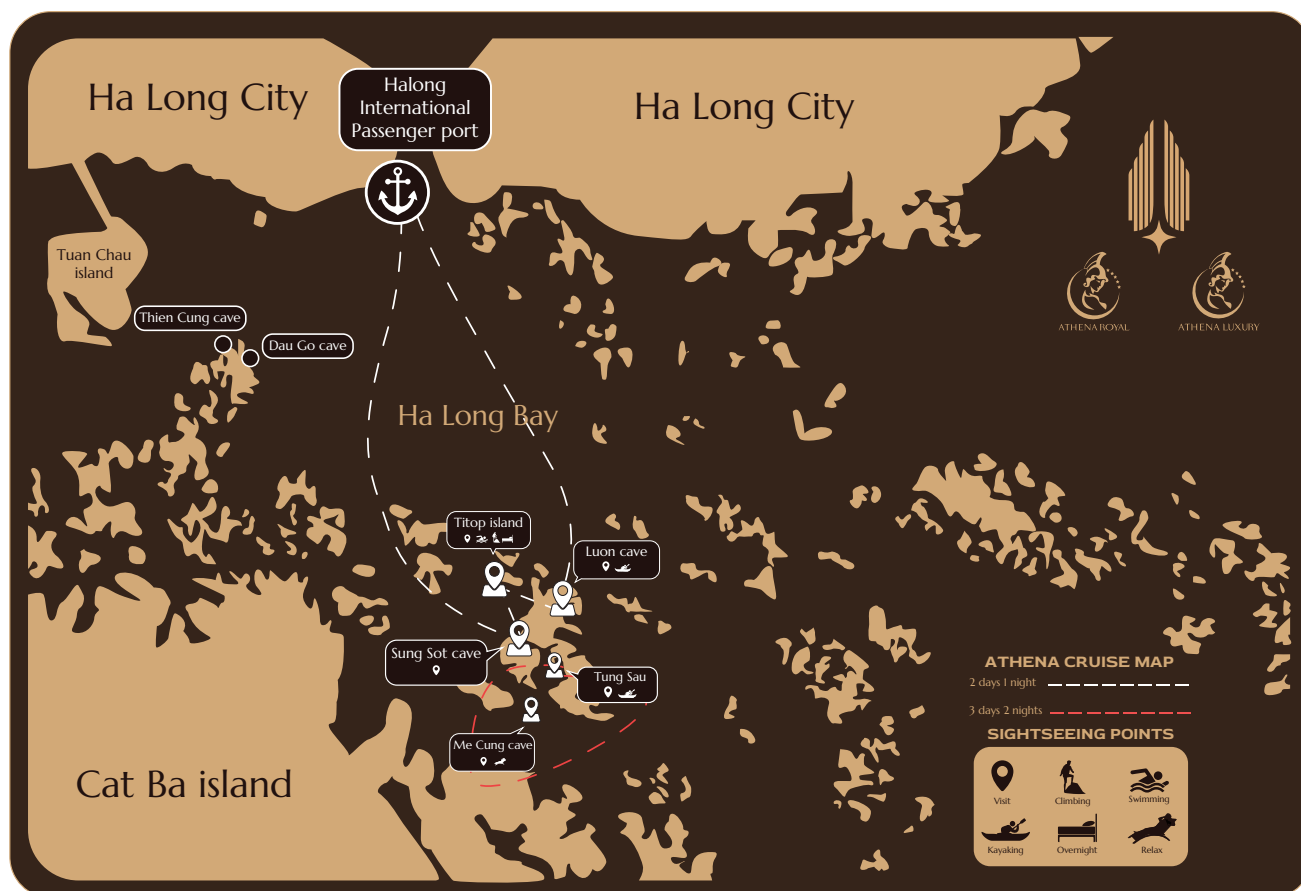 Ha Long City
Halong
International
Passenger port
Ha Long City
Tuan Chau
island
Thien Cung cave
Dau Go cave
ATHENA ROYAL
ATHENA LUXURY
Ha Long Bay
Titop island
Luon cave
Sung Sot cave
Tung Sau
Me Cung cave
Cat Ba island
ATHENA CRUISE MAP
2 days 1 night
3 days 2 nights
SIGHTSEEING POINTS
Visit
Climbing
Swimming
Kayaking
Overnight
Relax